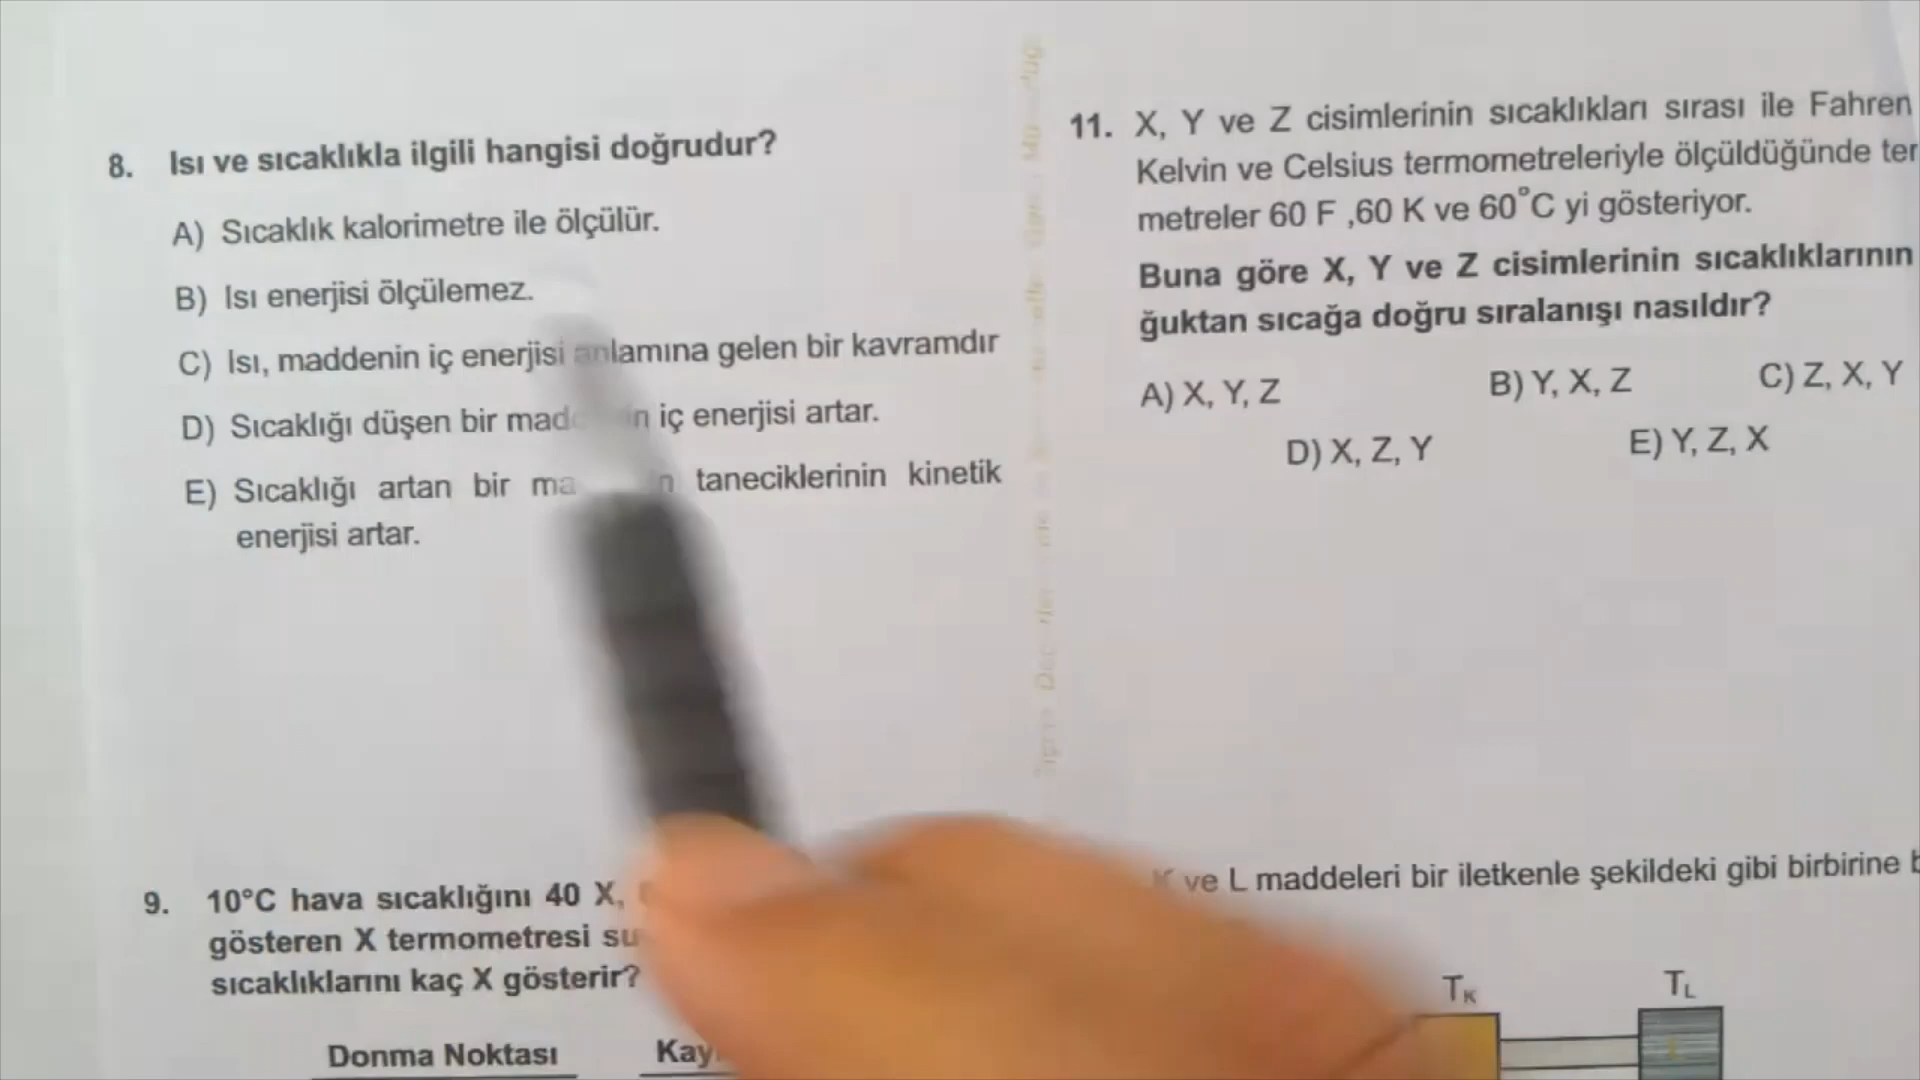 8. Isı ve sıcaklıkla ilgili hangisi doğrudur?
A) Sıcaklık kalorimetre ile ölçülür.
B) Isı enerjisi ölçülemez.
C) Isı, maddenin iç enerjisi anlamına gelen bir kavramdır
D) Sıcaklığı düşen bir iç enerjisi artar.
E) Sıcaklığı artan bir taneciklerinin kinetik
enerjisi artar.
9. 10°C hava sıcaklığını 40 X,
gösteren X termometresi su
sıcaklıklarını kaç X gösterir?
Donma Noktası
11. X, Y ve Z cisimlerinin sıcaklıkları sırası ile Fahren
Kelvin ve Celsius termometreleriyle ölçüldüğünde ter
metreler 60 F ,60 K ve 60°C yi gösteriyor.
Buna göre X, Y ve Z cisimlerinin sıcaklıklarının
ğuktan sıcağa doğru sıralanışı nasıldır?
A) X, Y, Z B) Y, X, Z C) Z, X, Y
D) X, Z, Y E) Y, Z, X
ve L maddeleri bir iletkenle şekildeki gibi birbirine b
TK TL